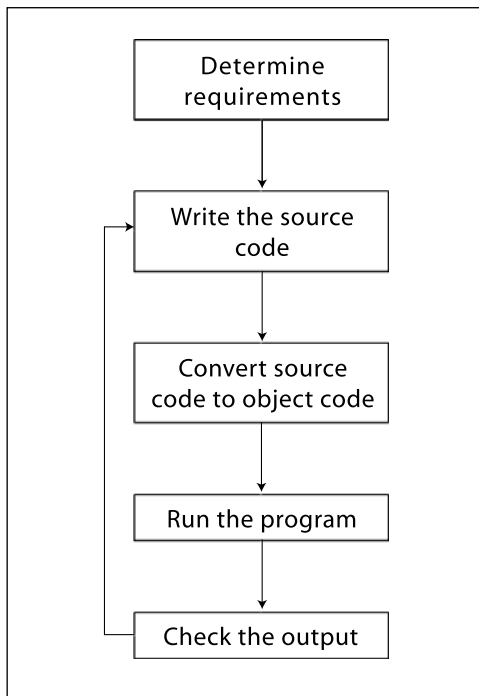 Determine
requirements
Write the source
code
Convert source
code to object code
Run the program
Check the output